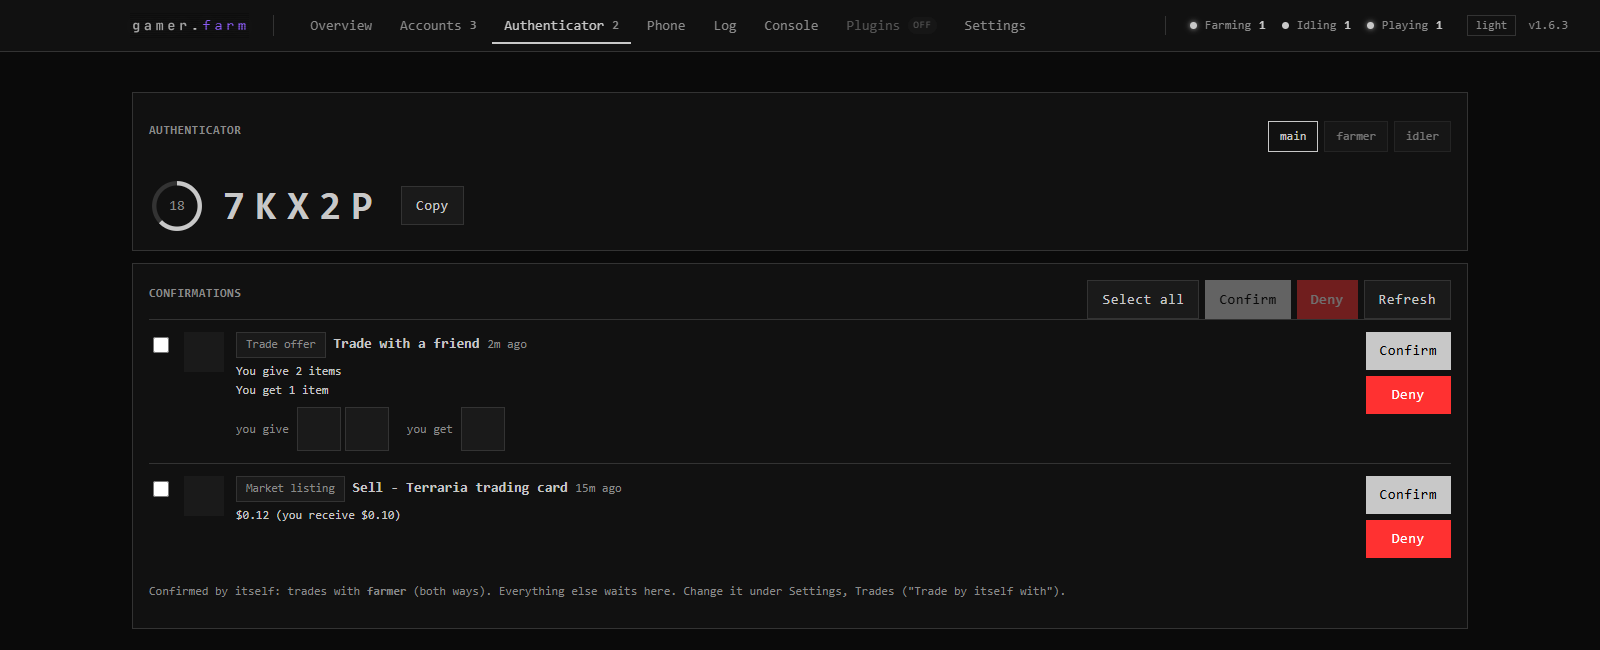 gamer.farm Overview Accounts 3 Authenticator 2 Phone Log Console Plugins OFF Settings Farming 1 Idling 1 Playing 1 light v1.6.3
AUTHENTICATOR main farmer idler
18 7KX2P Copy
CONFIRMATIONS Select all Confirm Deny Refresh
Trade offer Trade with a friend 2m ago Confirm
You give 2 items
You get 1 item
Deny
you give you get
Market listing Sell - Terraria trading card 15m ago Confirm
$0.12 (you receive $0.10)
Deny
Confirmed by itself: trades with farmer (both ways). Everything else waits here. Change it under Settings, Trades ("Trade by itself with").